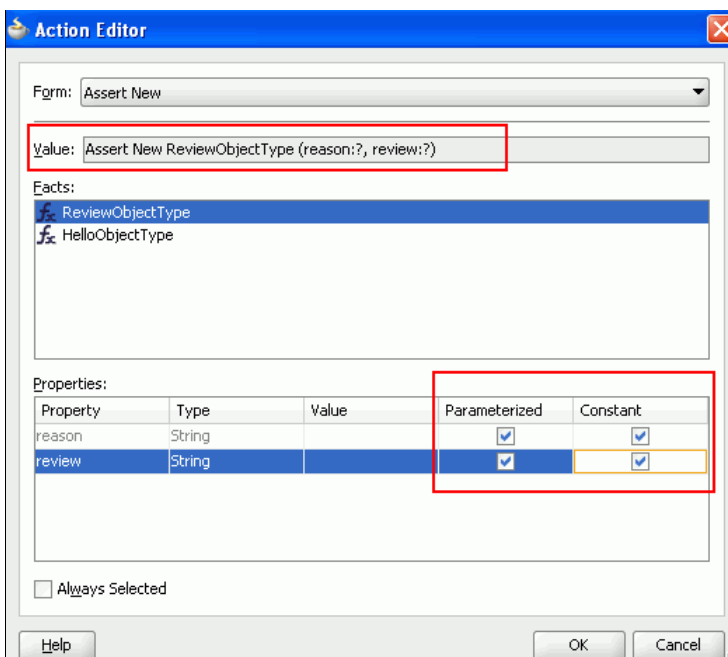 Action Editor
Form: Assert New
Value: Assert New ReviewObjectType (reason:?, review:?)
Facts:
ReviewObjectType
HelloObjectType
Properties:
Property Type Value Parameterized Constant
reason String
review String
Always Selected
Help OK Cancel